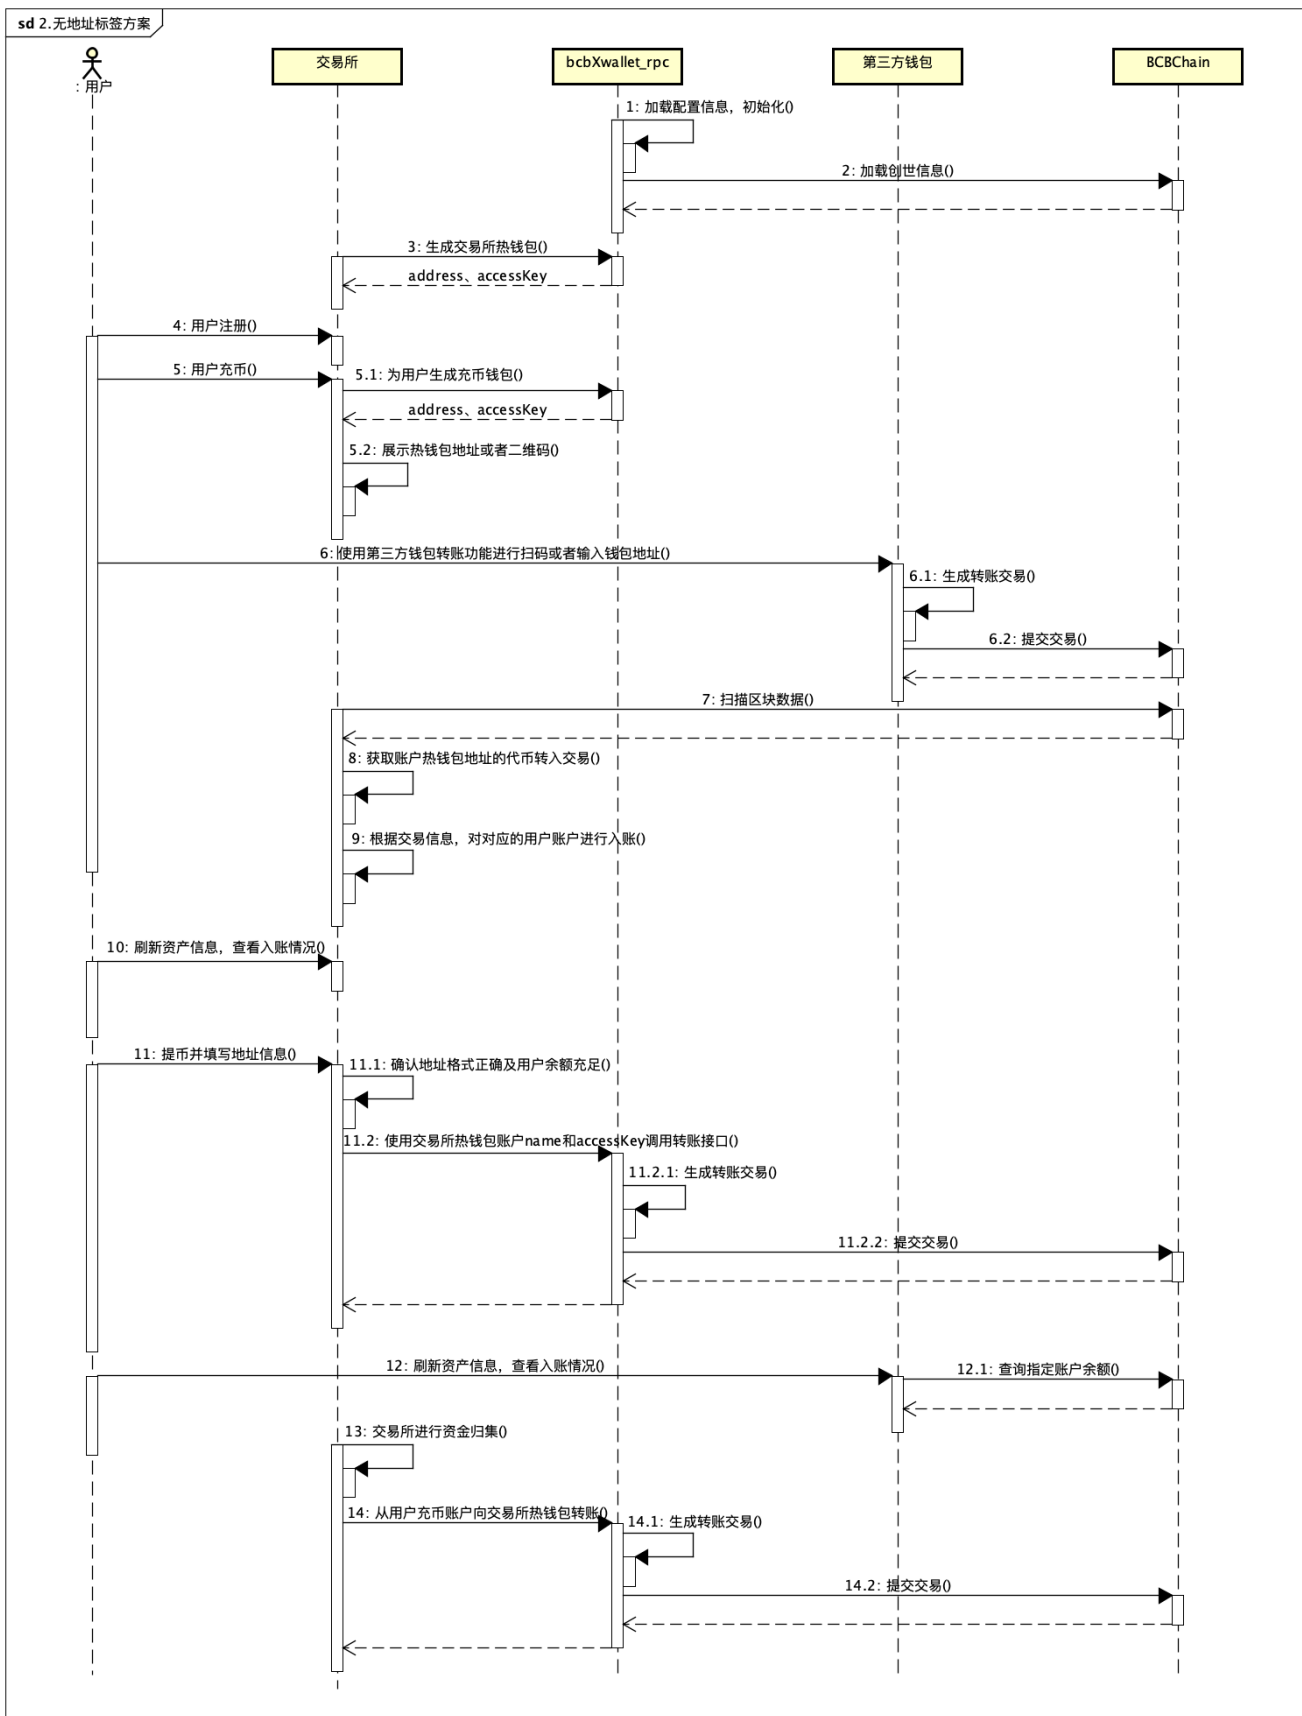 sd 2.无地址标签方案
: 用户
交易所
bcbXwallet_rpc
第三方钱包
BCBChain
1: 加载配置信息，初始化()
2: 加载创世信息()
3: 生成交易所热钱包()
address、accessKey
4: 用户注册()
5: 用户充币()
5.1: 为用户生成充币钱包()
address、accessKey
5.2: 展示热钱包地址或者二维码()
6: 使用第三方钱包转账功能进行扫码或者输入钱包地址()
6.1: 生成转账交易()
6.2: 提交交易()
7: 扫描区块数据()
8: 获取账户热钱包地址的代币转入交易()
9: 根据交易信息，对对应的用户账户进行入账()
10: 刷新资产信息，查看入账情况()
11: 提币并填写地址信息()
11.1: 确认地址格式正确及用户余额充足()
11.2: 使用交易所热钱包账户name和accessKey调用转账接口()
11.2.1: 生成转账交易()
11.2.2: 提交交易()
12: 刷新资产信息，查看入账情况()
12.1: 查询指定账户余额()
13: 交易所进行资金归集()
14: 从用户充币账户向交易所热钱包转账()
14.1: 生成转账交易()
14.2: 提交交易()